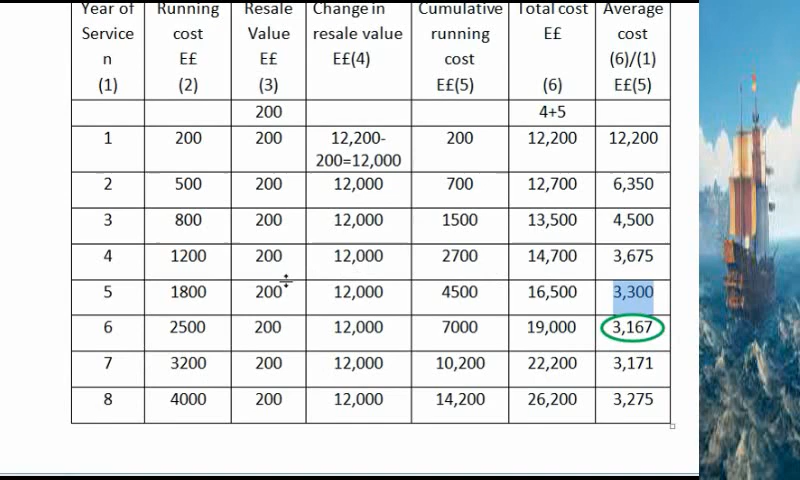 Year of Running Resale Change in Cumulative Total cost Average
Service cost Value resale value running E£ cost
n E£ E£ E£(4) cost (6)/(1)
(1) (2) (3) E£(5) (6) E£(5)
200 4+5
1 200 200 12,200- 200 12,200 12,200
200=12,000
2 500 200 12,000 700 12,700 6,350
3 800 200 12,000 1500 13,500 4,500
4 1200 200 12,000 2700 14,700 3,675
5 1800 200 12,000 4500 16,500 3,300
6 2500 200 12,000 7000 19,000 3,167
7 3200 200 12,000 10,200 22,200 3,171
8 4000 200 12,000 14,200 26,200 3,275